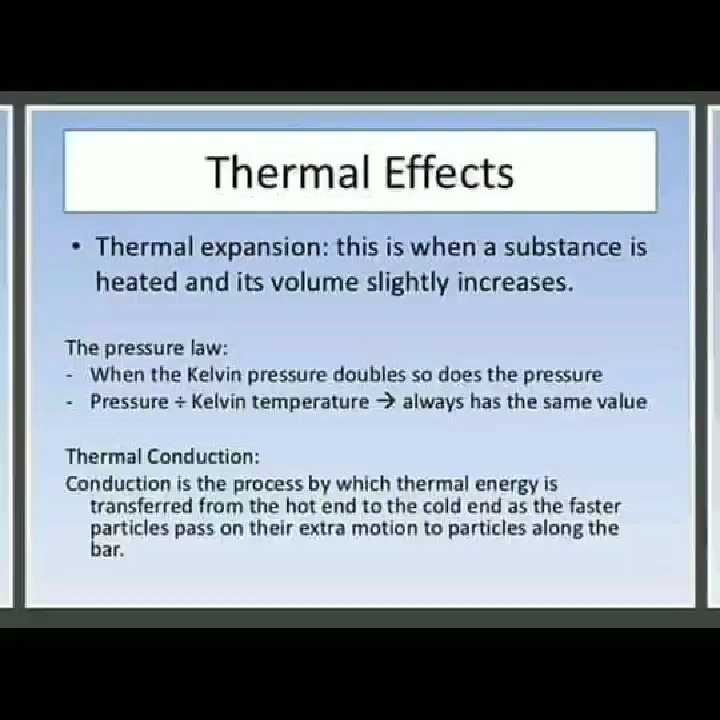 Thermal Effects
• Thermal expansion: this is when a substance is
heated and its volume slightly increases.
The pressure law:
- When the Kelvin pressure doubles so does the pressure
- Pressure ÷ Kelvin temperature → always has the same value
Thermal Conduction:
Conduction is the process by which thermal energy is
transferred from the hot end to the cold end as the faster
particles pass on their extra motion to particles along the
bar.